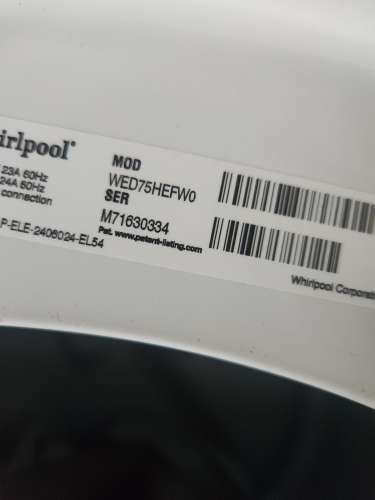 irlpool®
23A 60Hz
24A 60Hz
connection
P-ELE-2406024-EL54
MOD
WED75HEFW0
SER
M71630334
Pat. www.patent-listing.com
Whirlpool Corporati